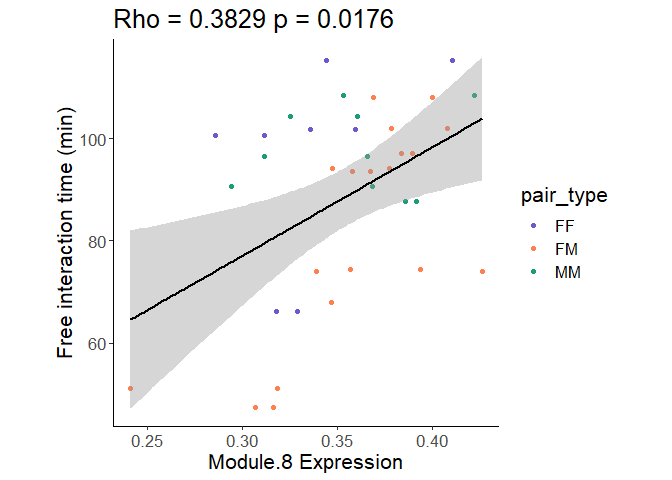 Rho = 0.3829 p = 0.0176
Free interaction time (min)
100
80
60
0.25 0.30 0.35 0.40
Module.8 Expression
pair_type
FF
FM
MM